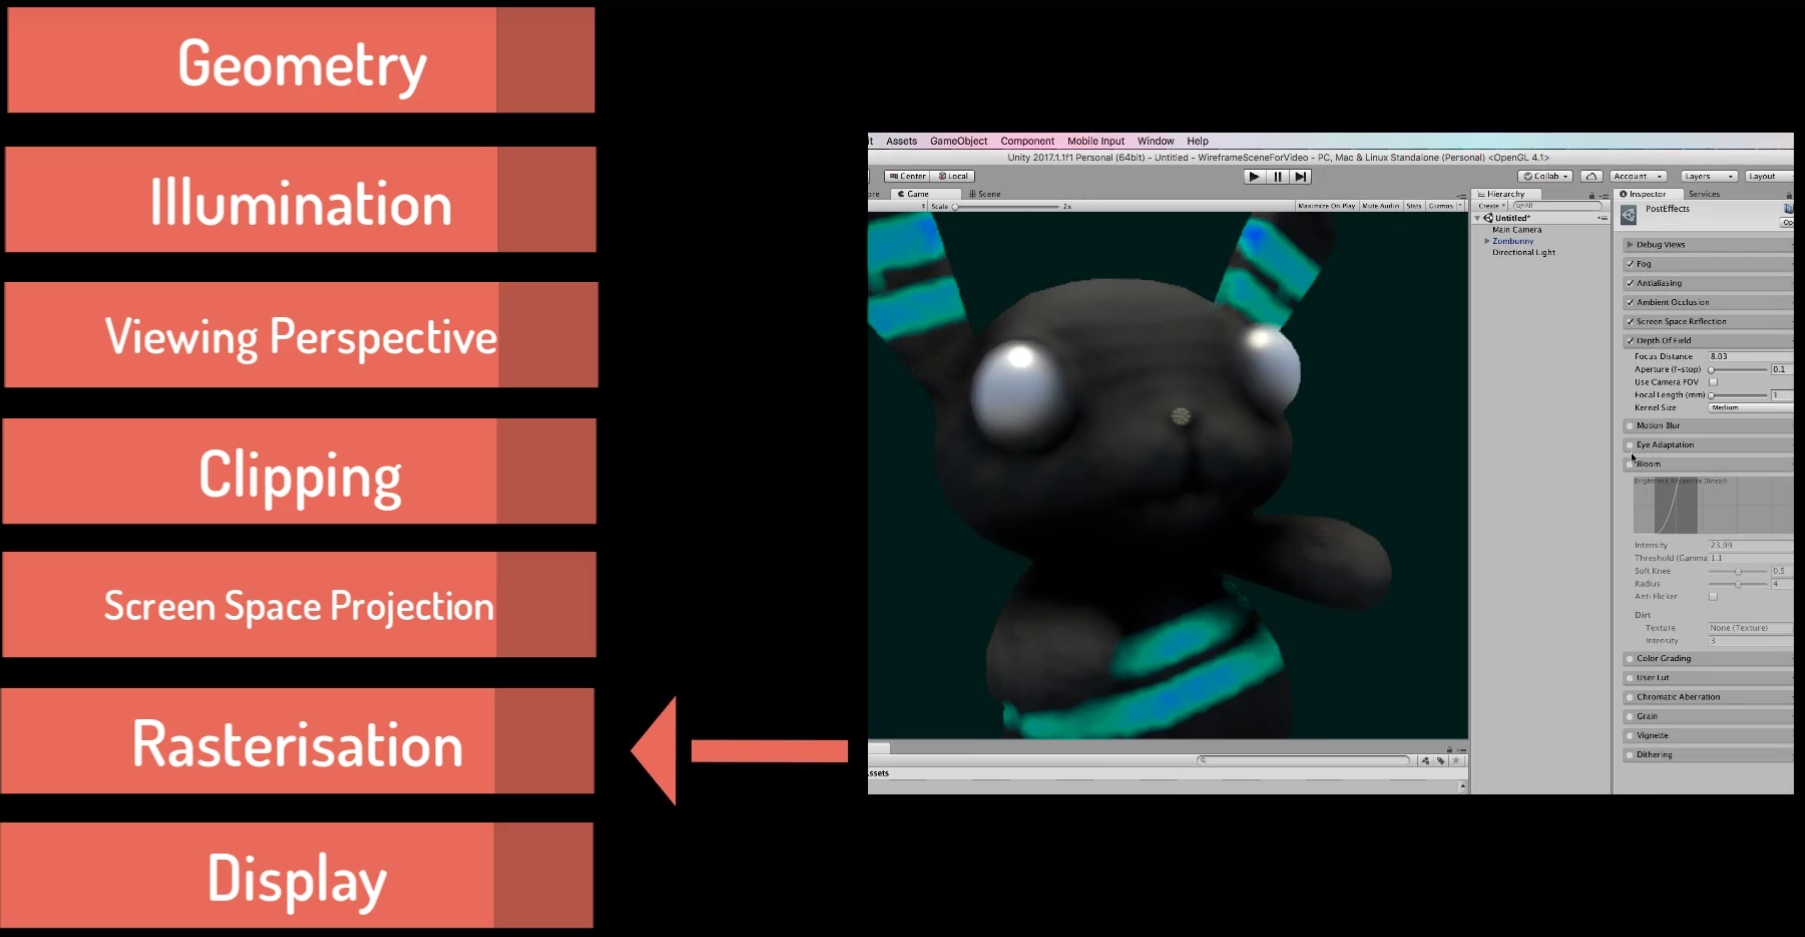 Geometry
Illumination
Viewing Perspective
Clipping
Screen Space Projection
Rasterisation
Display
Assets GameObject Component Mobile Input Window Help
Unity 2017.1.1f1 Personal (64bit) - Untitled - WireframeSceneForVideo - PC, Mac & Linux Standalone (Personal) <OpenGL 4.1>
Center Local
Collab Account Layers Layout
Game Scene
Scale 2x
Maximize On Play Mute Audio Stats Gizmos
Hierarchy
Create All
Untitled*
Main Camera
Zombunny
Directional Light
Inspector Services
PostEffects
Debug Views
Fog
Antialiasing
Ambient Occlusion
Screen Space Reflection
Depth Of Field
Focus Distance 8.03
Aperture (f-stop) 0.1
Use Camera FOV
Focal Length (mm) 1
Kernel Size Medium
Motion Blur
Eye Adaptation
Bloom
Intensity 23.99
Threshold (Gamma 1.1
Soft Knee 0.5
Radius 4
Anti Flicker
Dirt
Texture None (Texture)
Intensity 3
Color Grading
User Lut
Chromatic Aberration
Grain
Vignette
Dithering
ssets